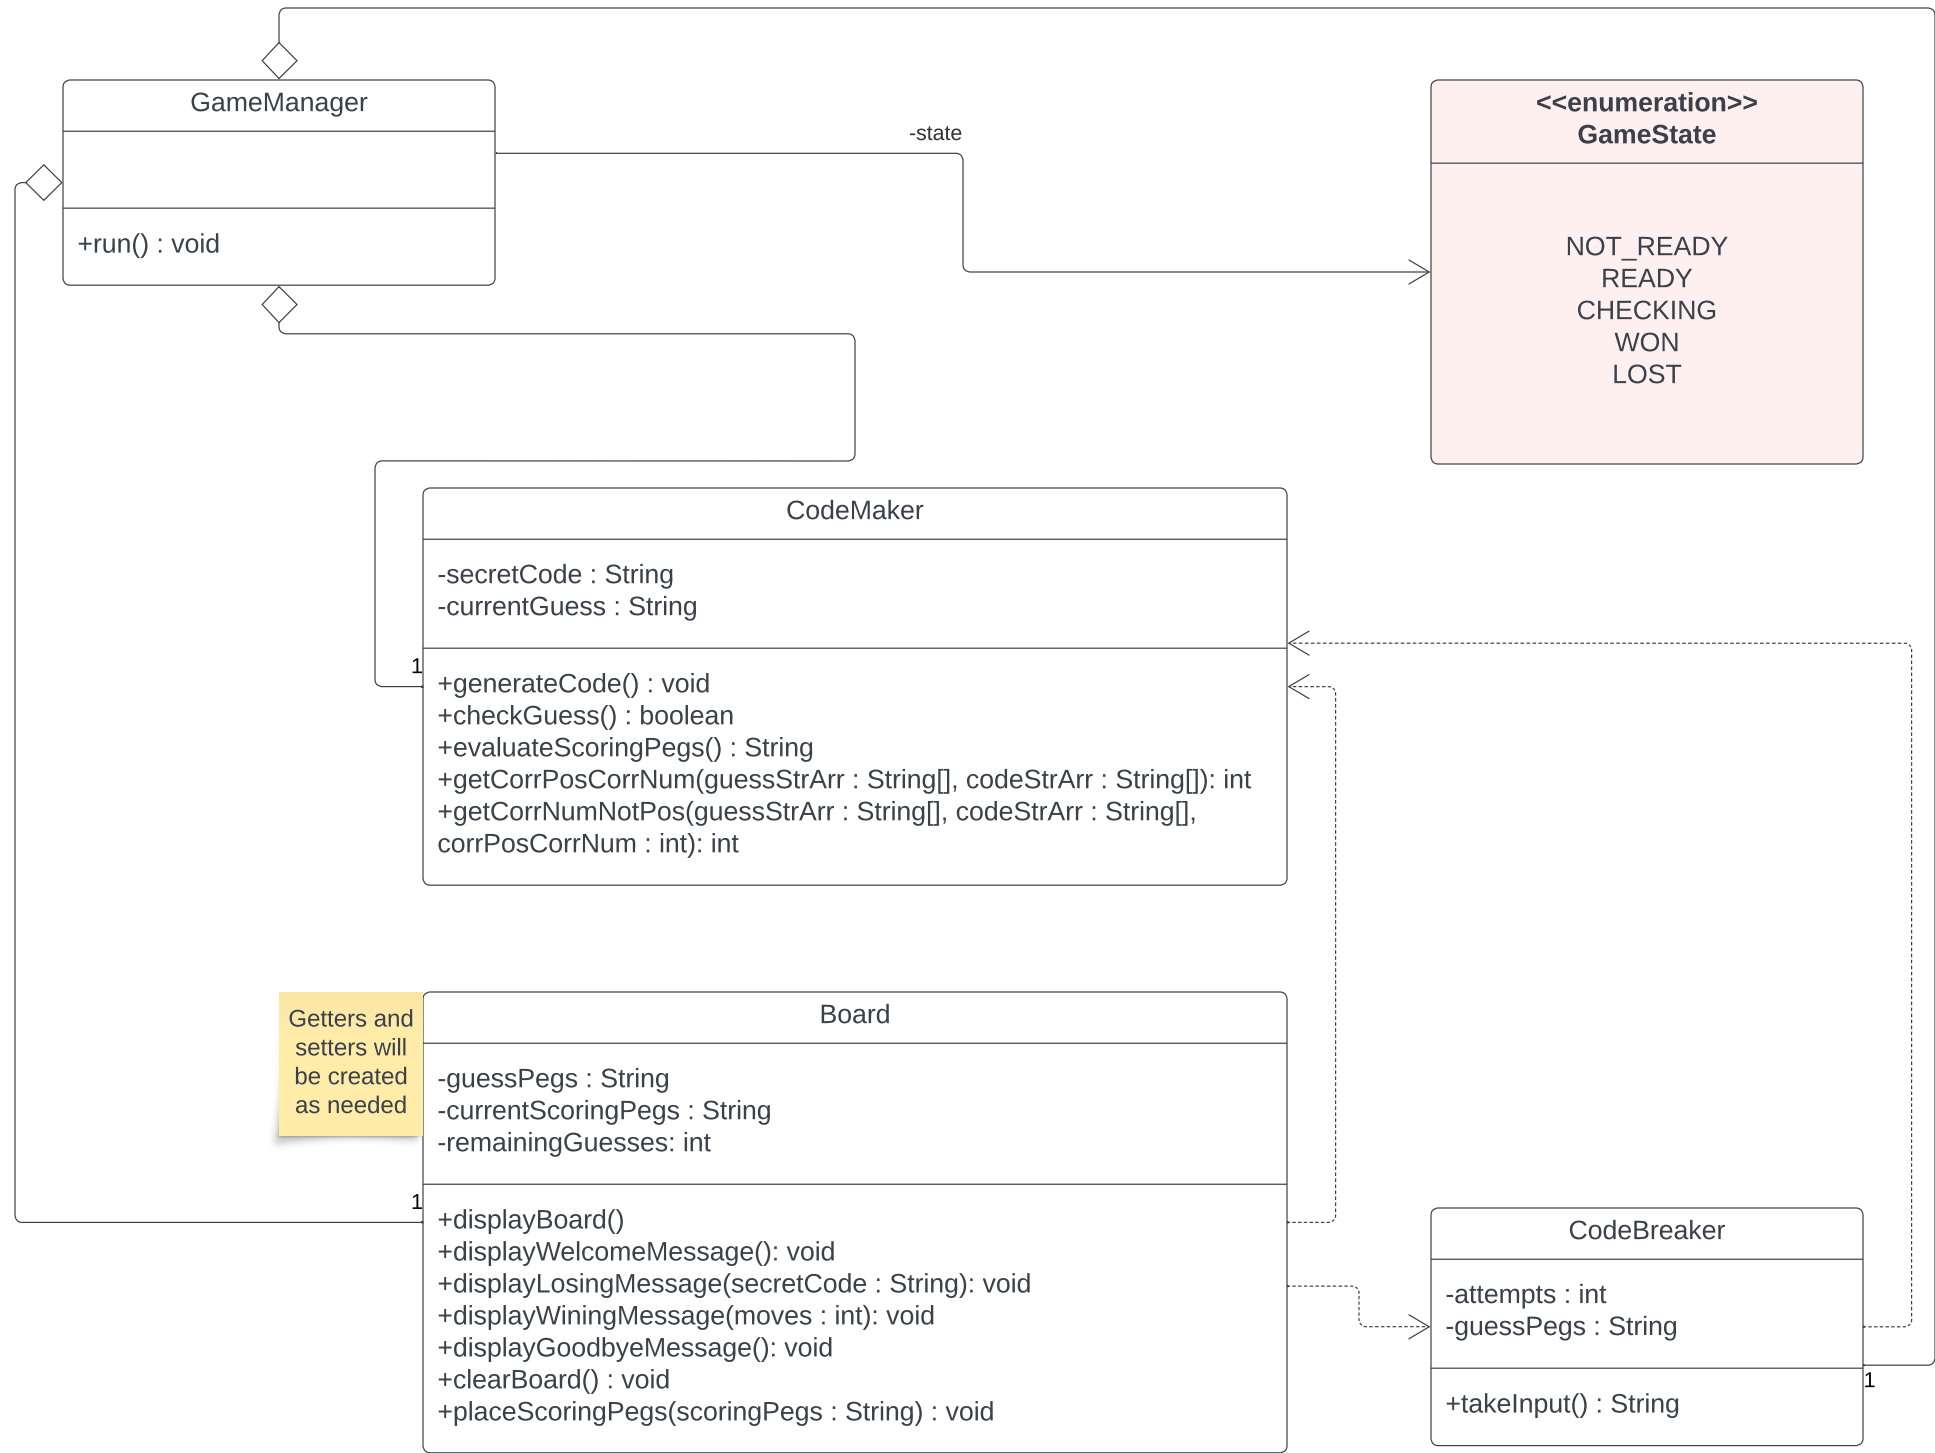 GameManager
+run() : void
-state
<<enumeration>>
GameState
NOT_READY
READY
CHECKING
WON
LOST
CodeMaker
-secretCode : String
-currentGuess : String
1
+generateCode() : void
+checkGuess() : boolean
+evaluateScoringPegs() : String
+getCorrPosCorrNum(guessStrArr : String[], codeStrArr : String[]): int
+getCorrNumNotPos(guessStrArr : String[], codeStrArr : String[],
corrPosCorrNum : int): int
Getters and
setters will
be created
as needed
Board
-guessPegs : String
-currentScoringPegs : String
-remainingGuesses: int
1
+displayBoard()
+displayWelcomeMessage(): void
+displayLosingMessage(secretCode : String): void
+displayWiningMessage(moves : int): void
+displayGoodbyeMessage(): void
+clearBoard() : void
+placeScoringPegs(scoringPegs : String) : void
CodeBreaker
-attempts : int
-guessPegs : String
1
+takeInput() : String